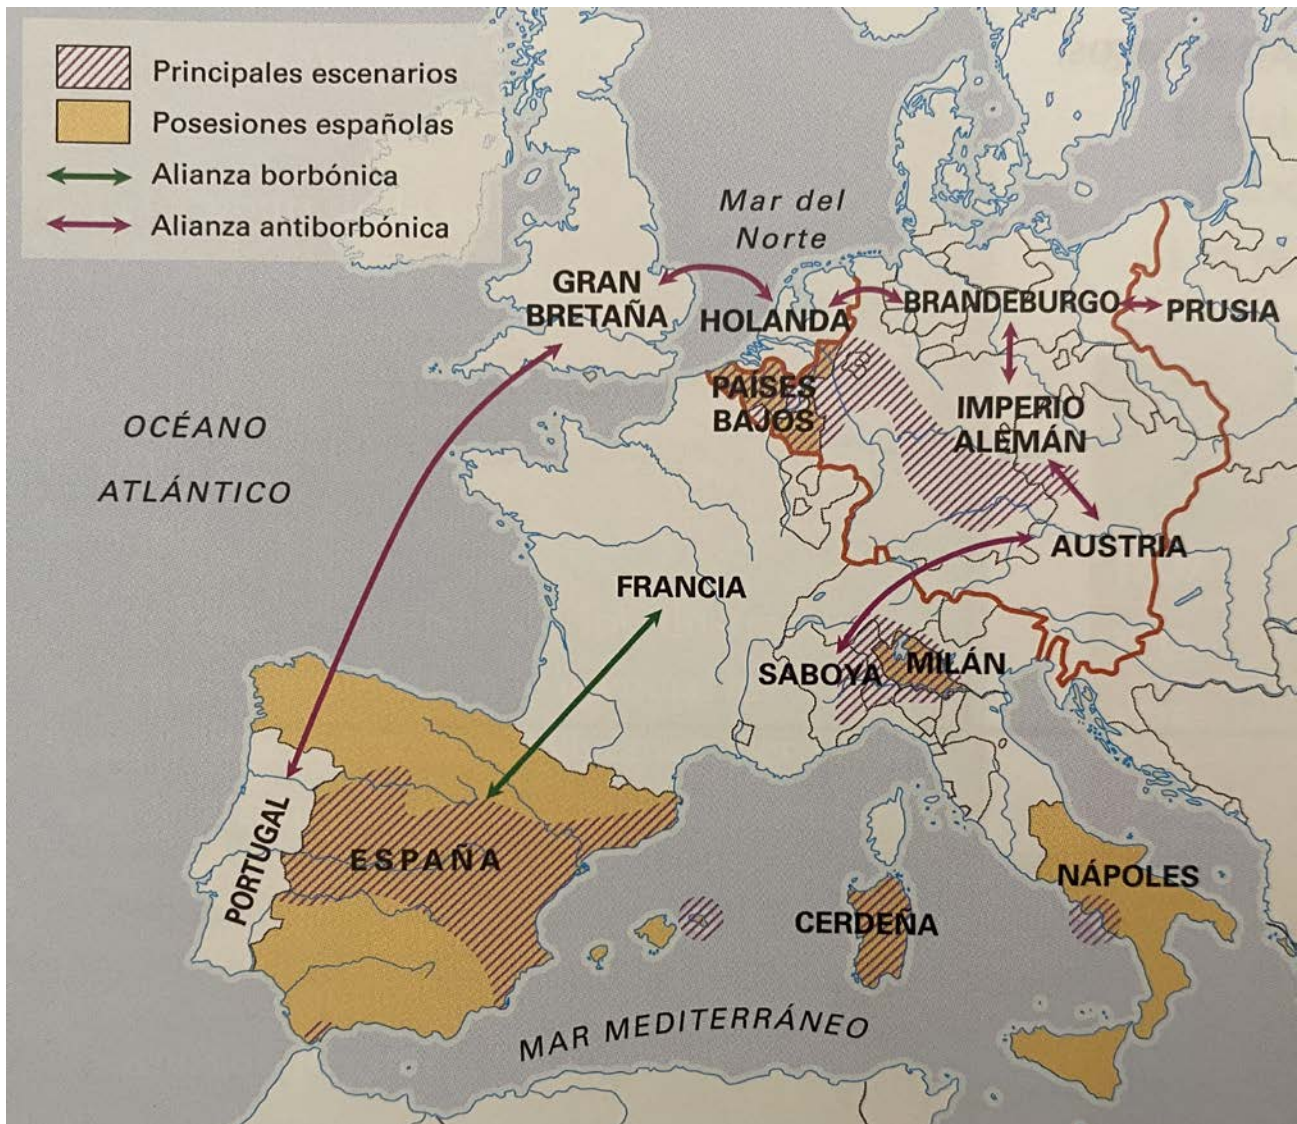 Principales escenarios
Posesiones españolas
Alianza borbónica
Alianza antiborbónica
Mar del
Norte
GRAN
BRETAÑA
HOLANDA
BRANDEBURGO
PRUSIA
PAÍSES
BAJOS
IMPERIO
ALEMÁN
OCÉANO
ATLÁNTICO
AUSTRIA
FRANCIA
SABOYA
MILÁN
PORTUGAL
ESPAÑA
NÁPOLES
CERDEÑA
MAR MEDITERRÁNEO